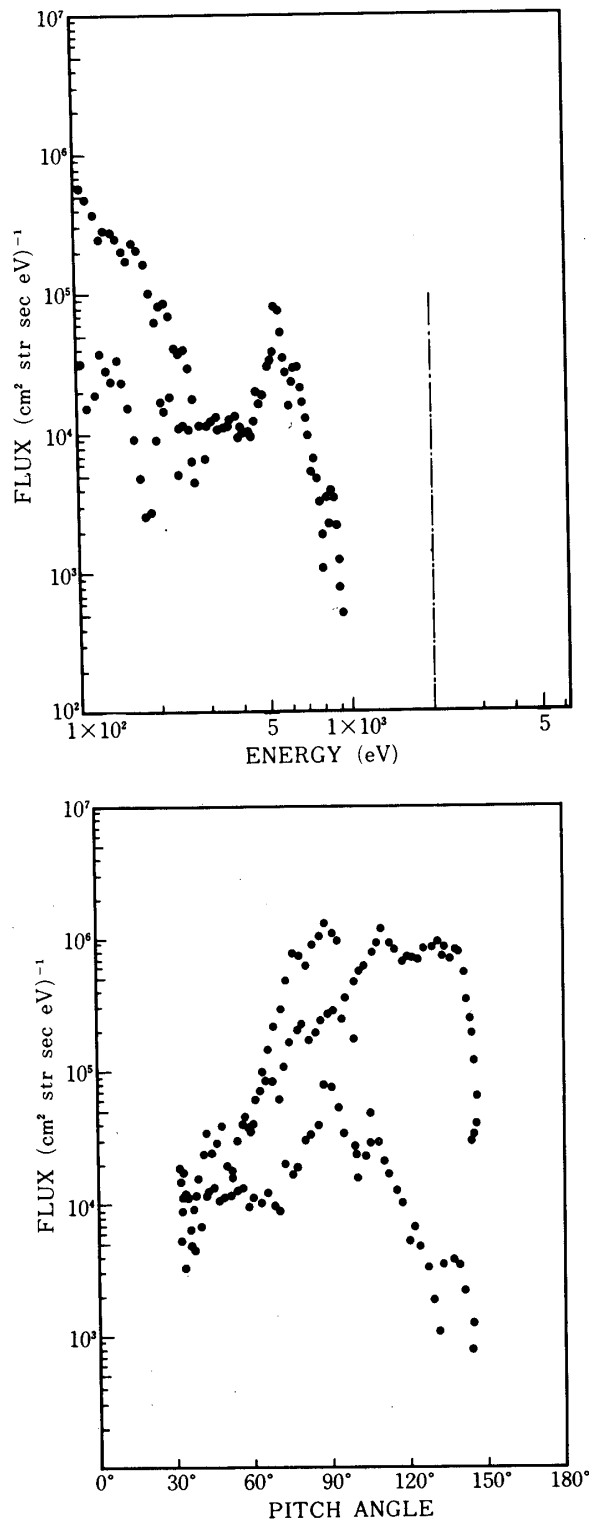 10⁷
10⁶
10⁵
10⁴
10³
10²
FLUX (cm² str sec eV)⁻¹
1×10² 5 1×10³ 5
ENERGY (eV)
10⁷
10⁶
10⁵
10⁴
10³
FLUX (cm² str sec eV)⁻¹
0° 30° 60° 90° 120° 150° 180°
PITCH ANGLE